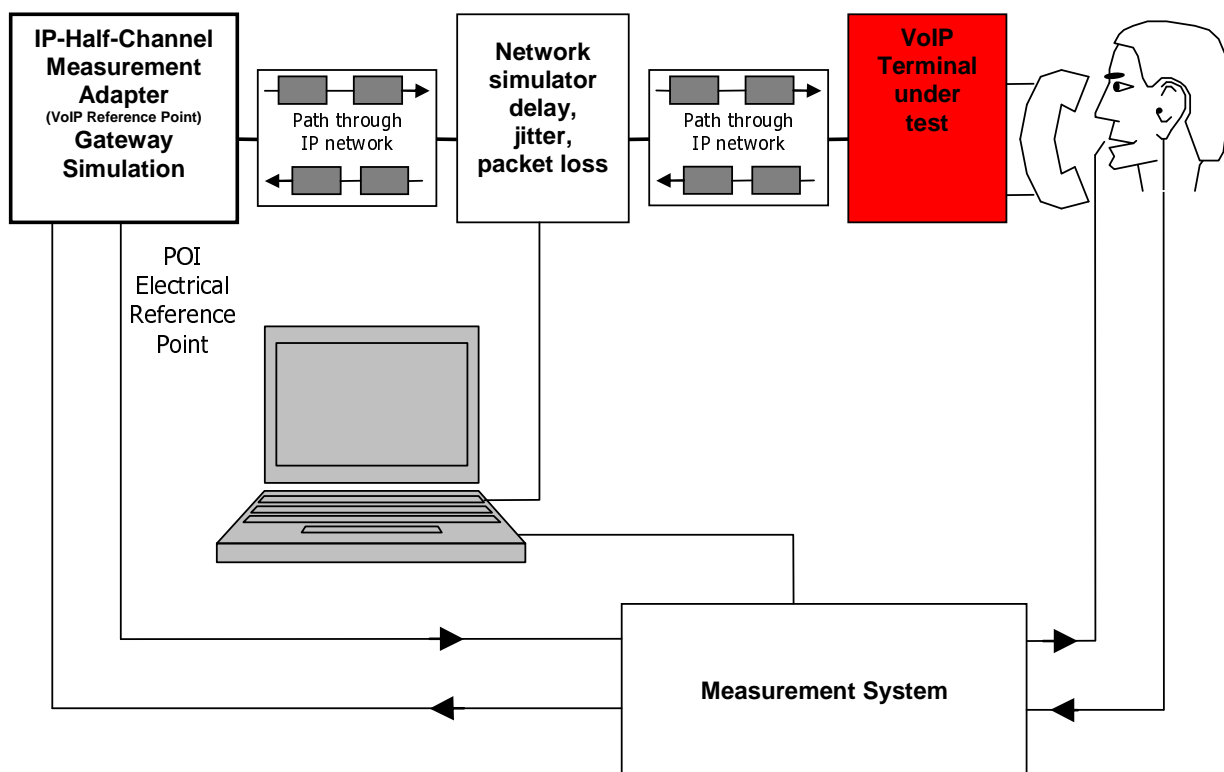 IP-Half-Channel
Measurement
Adapter
(VoIP Reference Point)
Gateway
Simulation
Path through
IP network
Network
simulator
delay,
jitter,
packet loss
Path through
IP network
VoIP
Terminal
under
test
POI
Electrical
Reference
Point
Measurement System